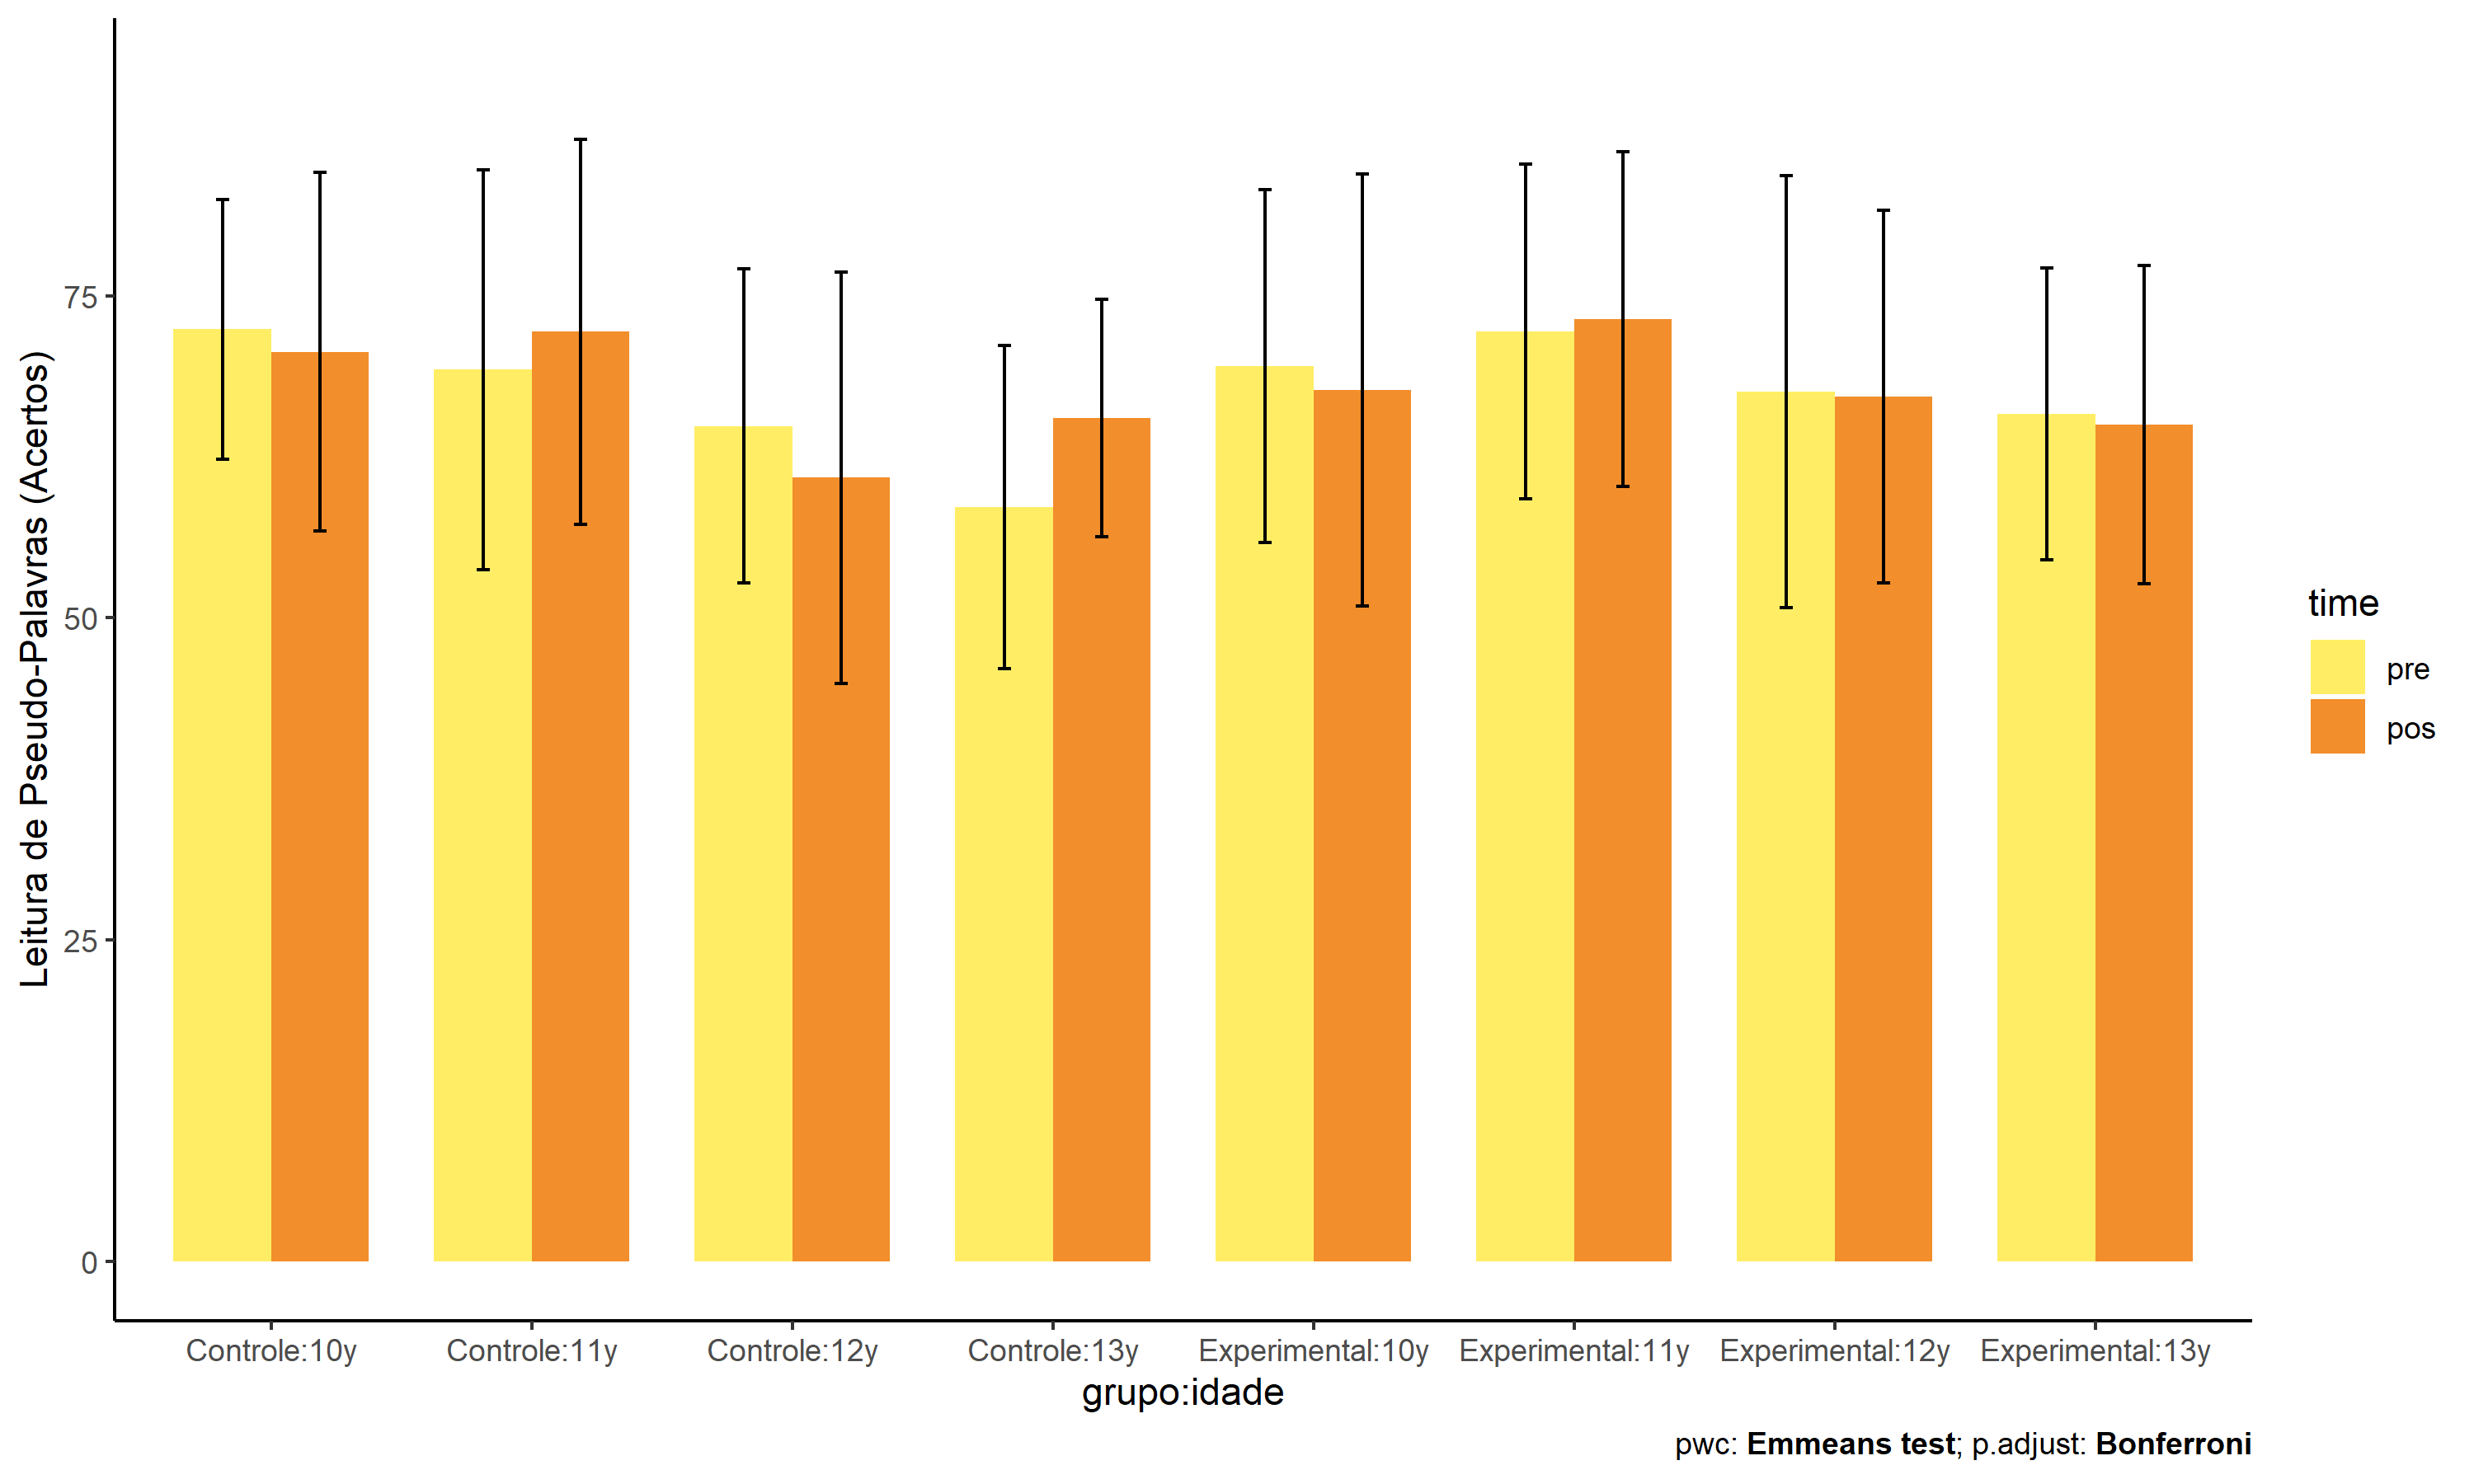 Leitura de Pseudo-Palavras (Acertos)
75
50
25
0
Controle:10y Controle:11y Controle:12y Controle:13y Experimental:10y Experimental:11y Experimental:12y Experimental:13y
grupo:idade
time
pre
pos
pwc: Emmeans test; p.adjust: Bonferroni